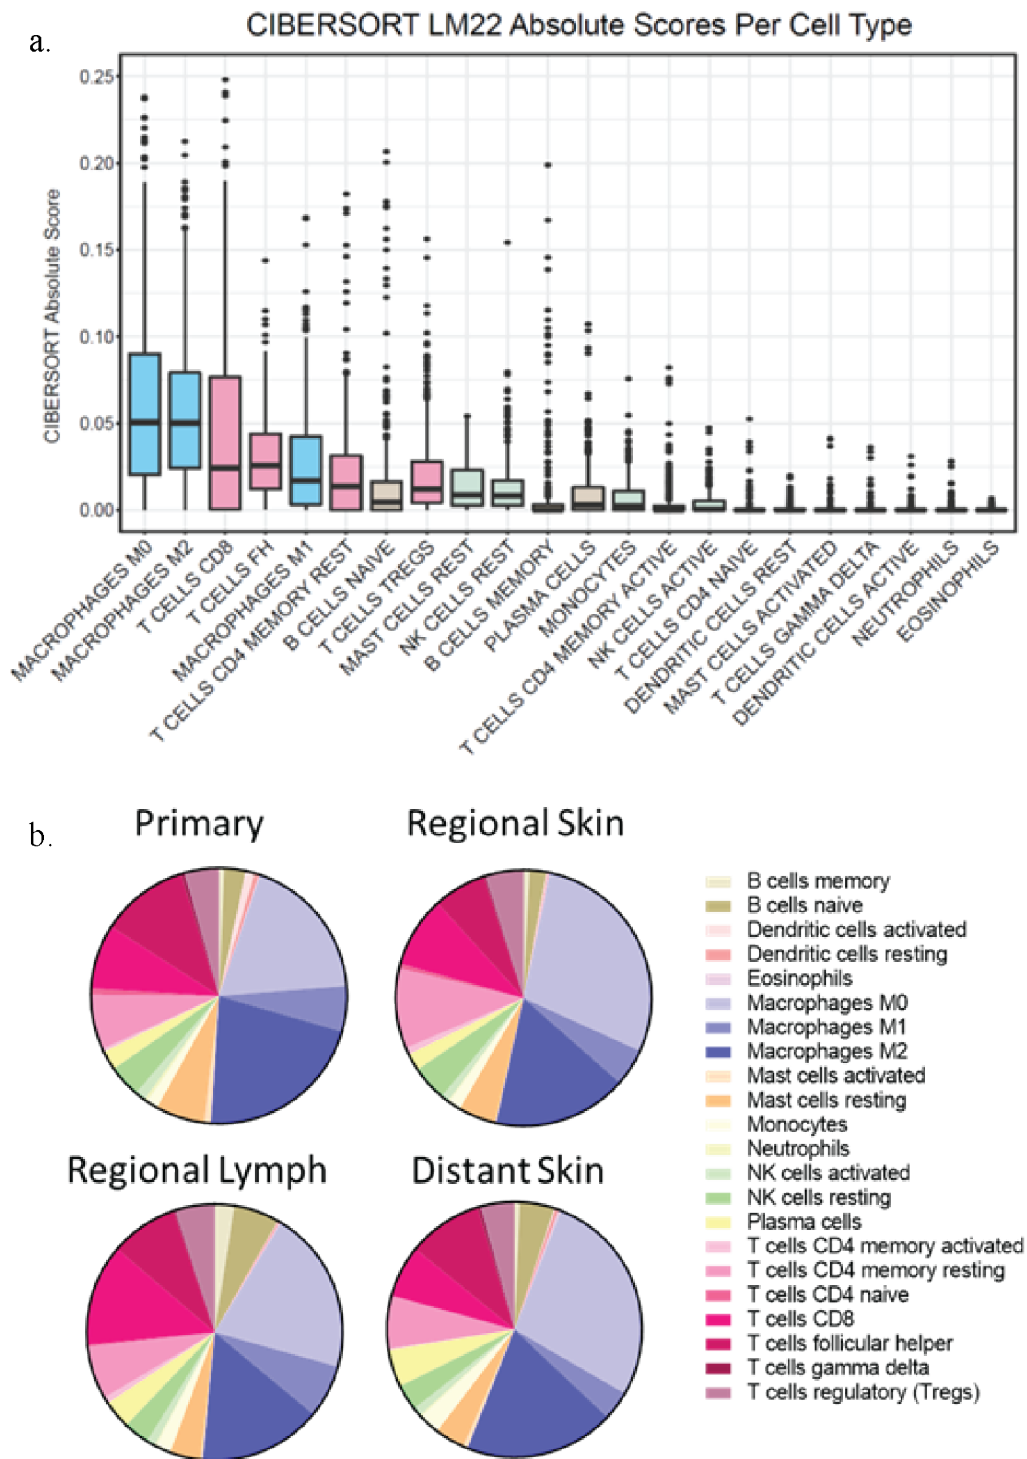 a.
CIBERSORT LM22 Absolute Scores Per Cell Type
CIBERSORT Absolute Score
0.25
0.20
0.15
0.10
0.05
0.00
MACROPHAGES M0
MACROPHAGES M2
T CELLS CD8
T CELLS FH
MACROPHAGES M1
T CELLS CD4 MEMORY REST
B CELLS NAIVE
T CELLS TREGS
MAST CELLS REST
NK CELLS REST
B CELLS MEMORY
PLASMA CELLS
MONOCYTES
T CELLS CD4 MEMORY ACTIVE
NK CELLS ACTIVE
T CELLS CD4 NAIVE
DENDRITIC CELLS REST
MAST CELLS ACTIVATED
T CELLS GAMMA DELTA
DENDRITIC CELLS ACTIVE
NEUTROPHILS
EOSINOPHILS
b.
Primary
Regional Skin
Regional Lymph
Distant Skin
B cells memory
B cells naive
Dendritic cells activated
Dendritic cells resting
Eosinophils
Macrophages M0
Macrophages M1
Macrophages M2
Mast cells activated
Mast cells resting
Monocytes
Neutrophils
NK cells activated
NK cells resting
Plasma cells
T cells CD4 memory activated
T cells CD4 memory resting
T cells CD4 naive
T cells CD8
T cells follicular helper
T cells gamma delta
T cells regulatory (Tregs)